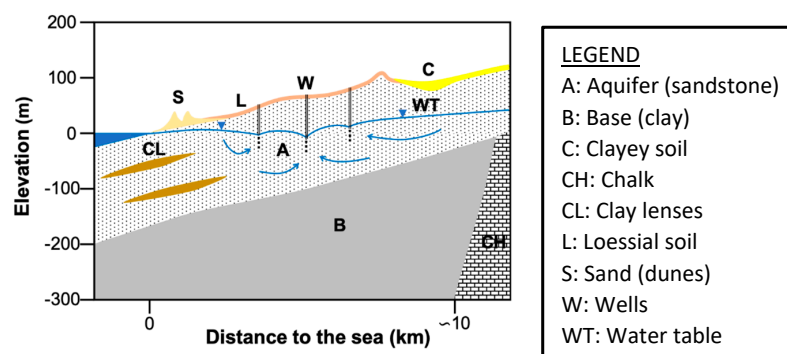 200
100
0
-100
-200
-300
Elevation (m)
S
L
W
C
WT
CL
A
B
CH
0
~10
Distance to the sea (km)
LEGEND
A: Aquifer (sandstone)
B: Base (clay)
C: Clayey soil
CH: Chalk
CL: Clay lenses
L: Loessial soil
S: Sand (dunes)
W: Wells
WT: Water table